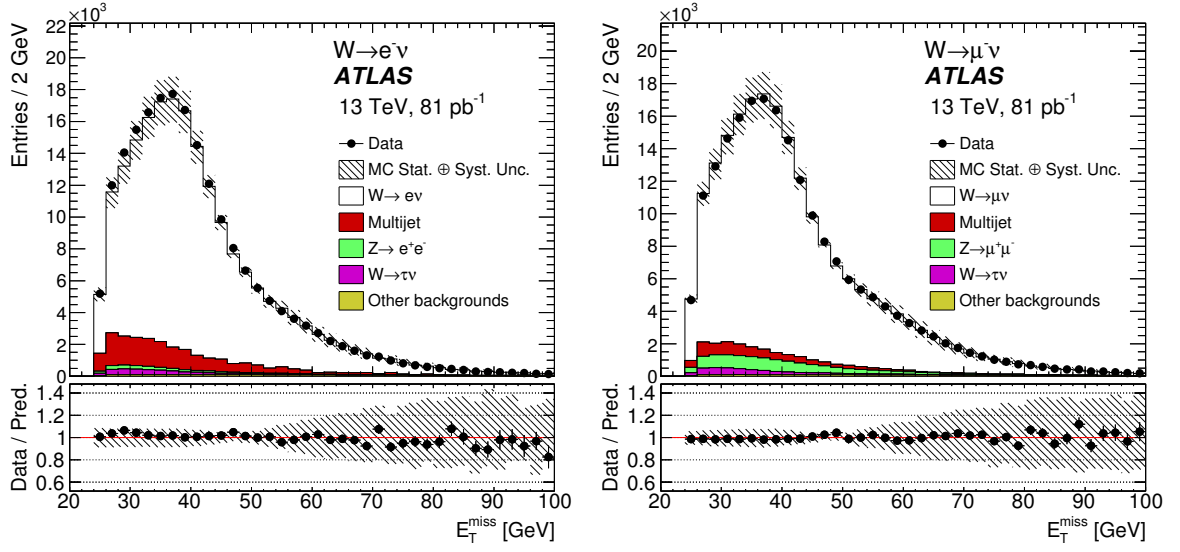 ×10³
Entries / 2 GeV
22
20
18
16
14
12
10
8
6
4
2
0
W→e⁻ν
ATLAS
13 TeV, 81 pb⁻¹
Data
MC Stat. ⊕ Syst. Unc.
W→ eν
Multijet
Z→ e⁺e⁻
W→τν
Other backgrounds
Data / Pred.
1.4
1.2
1
0.8
0.6
20 30 40 50 60 70 80 90 100
E_T^miss [GeV]
×10³
Entries / 2 GeV
22
20
18
16
14
12
10
8
6
4
2
0
W→μ⁻ν
ATLAS
13 TeV, 81 pb⁻¹
Data
MC Stat. ⊕ Syst. Unc.
W→μν
Multijet
Z→μ⁺μ⁻
W→τν
Other backgrounds
Data / Pred.
1.4
1.2
1
0.8
0.6
20 30 40 50 60 70 80 90 100
E_T^miss [GeV]